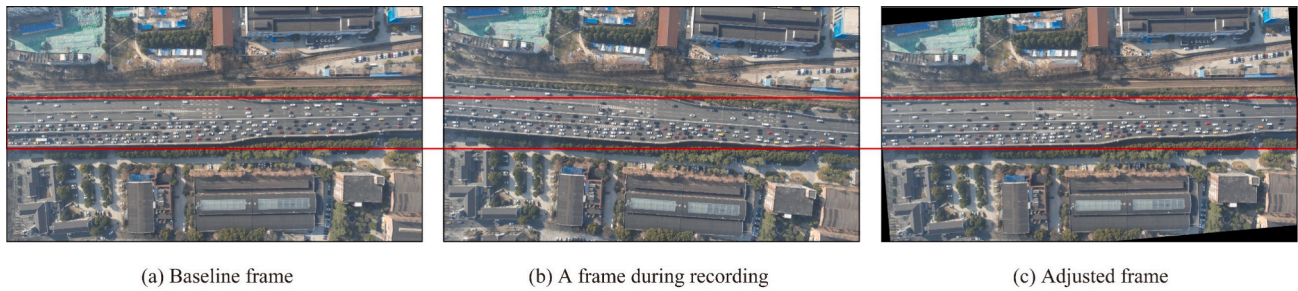 (a) Baseline frame
(b) A frame during recording
(c) Adjusted frame